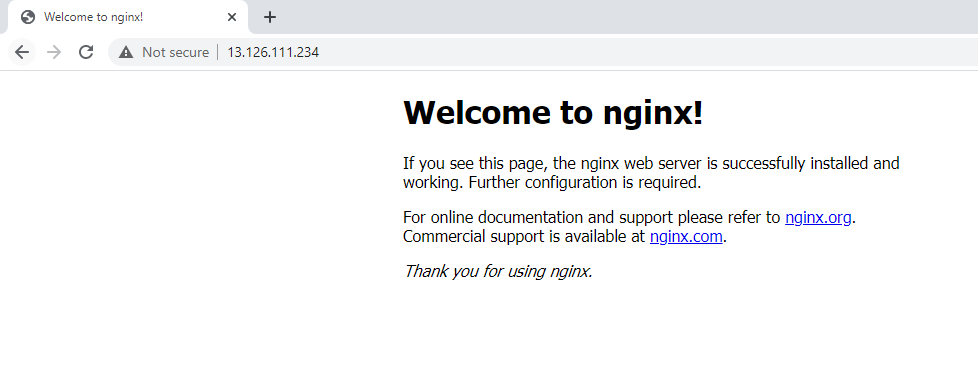 Welcome to nginx!
Not secure
13.126.111.234
Welcome to nginx!
If you see this page, the nginx web server is successfully installed and
working. Further configuration is required.
For online documentation and support please refer to nginx.org.
Commercial support is available at nginx.com.
Thank you for using nginx.